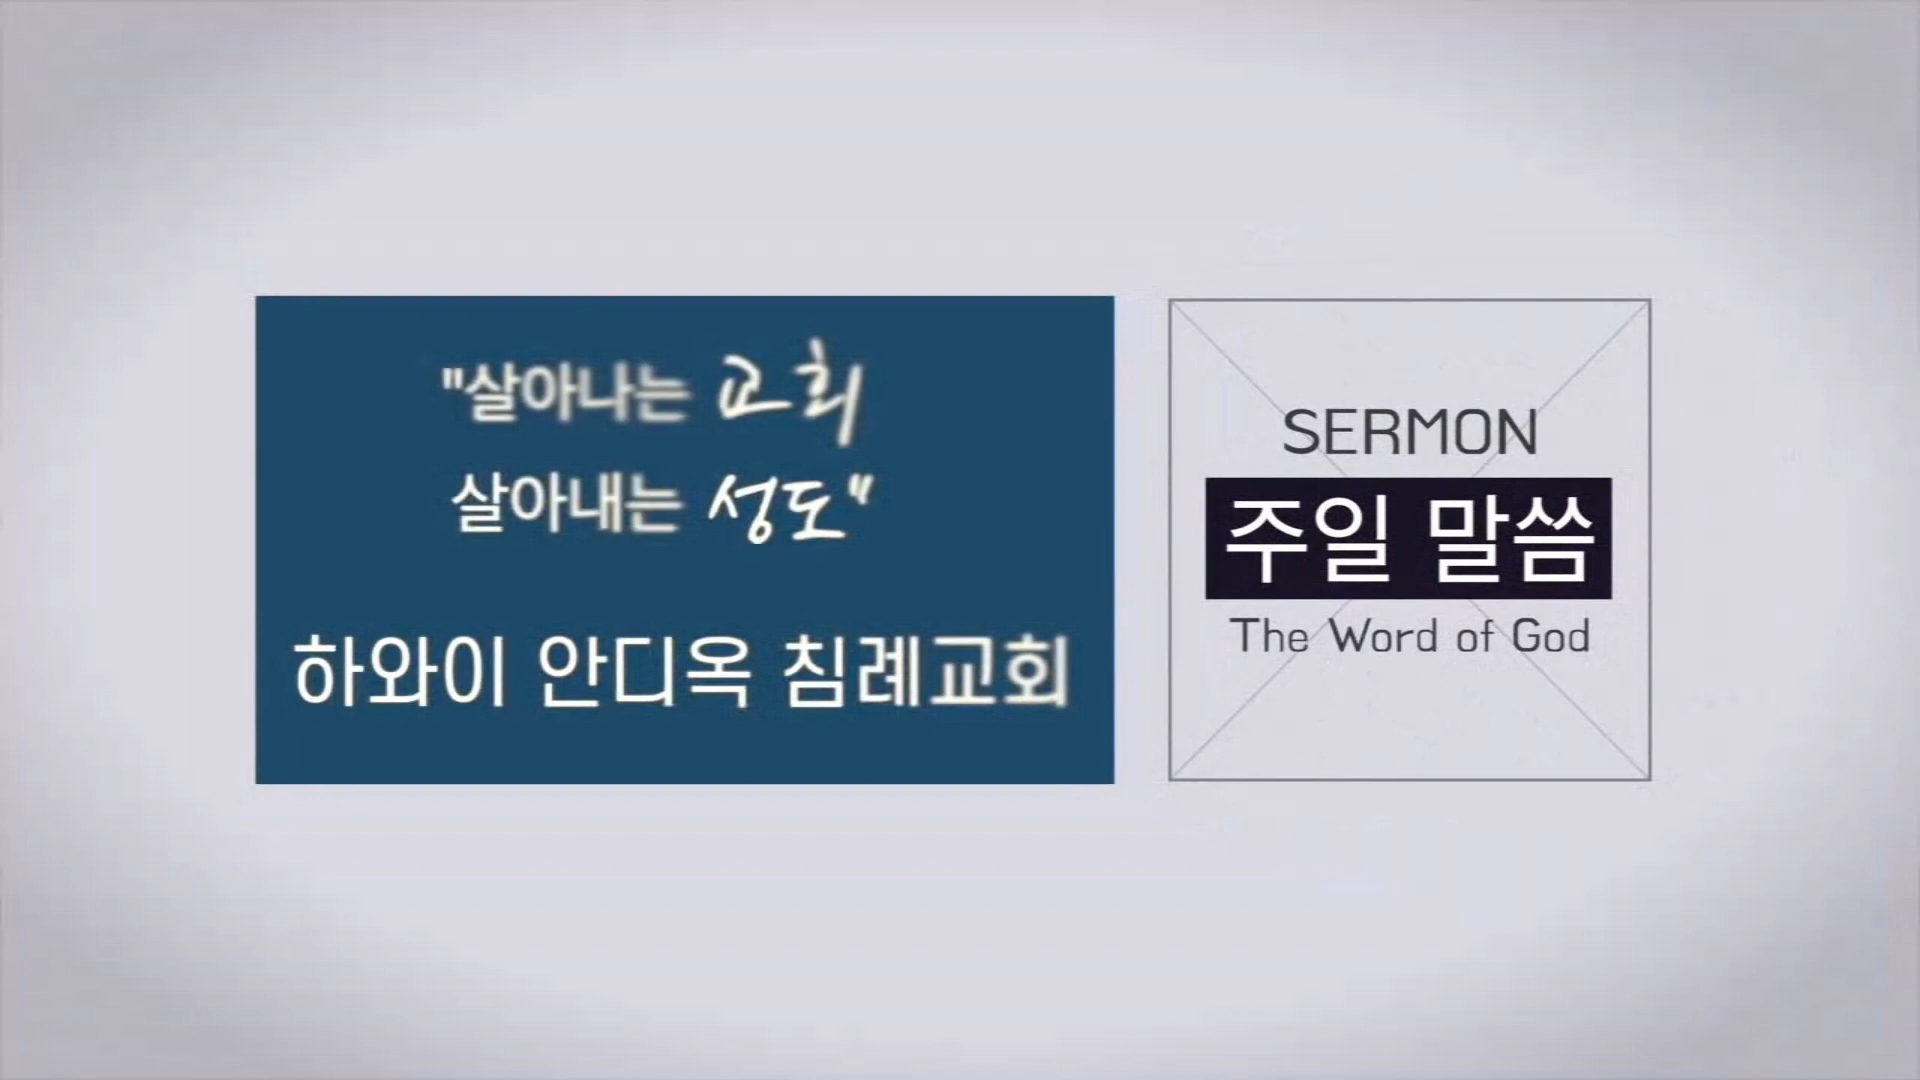 "살아나는 교회
살아내는 성도"
하와이 안디옥 침례교회
SERMON
주일 말씀
The Word of God